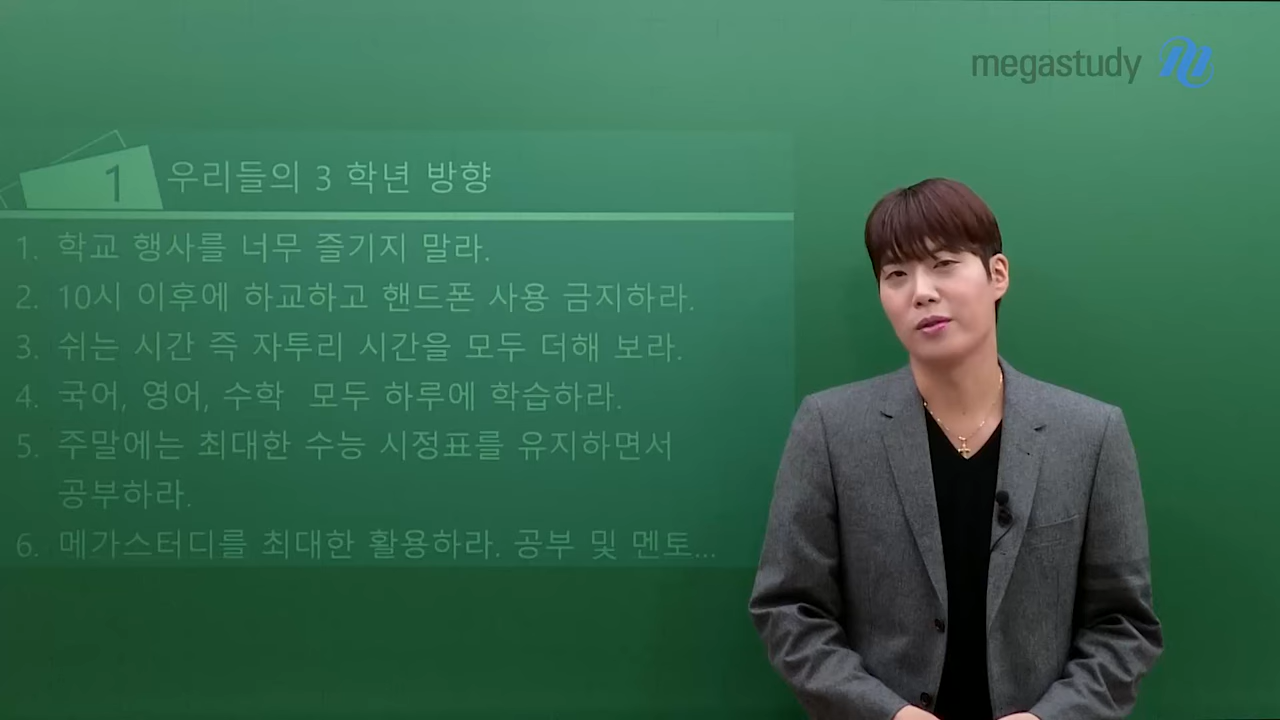 megastudy
1 우리들의 3 학년 방향
1. 학교 행사를 너무 즐기지 말라.
2. 10시 이후에 하교하고 핸드폰 사용 금지하라.
3. 쉬는 시간 즉 자투리 시간을 모두 더해 보라.
4. 국어, 영어, 수학 모두 하루에 학습하라.
5. 주말에는 최대한 수능 시정표를 유지하면서
공부하라.
6. 메가스터디를 최대한 활용하라. 공부 및 멘토...